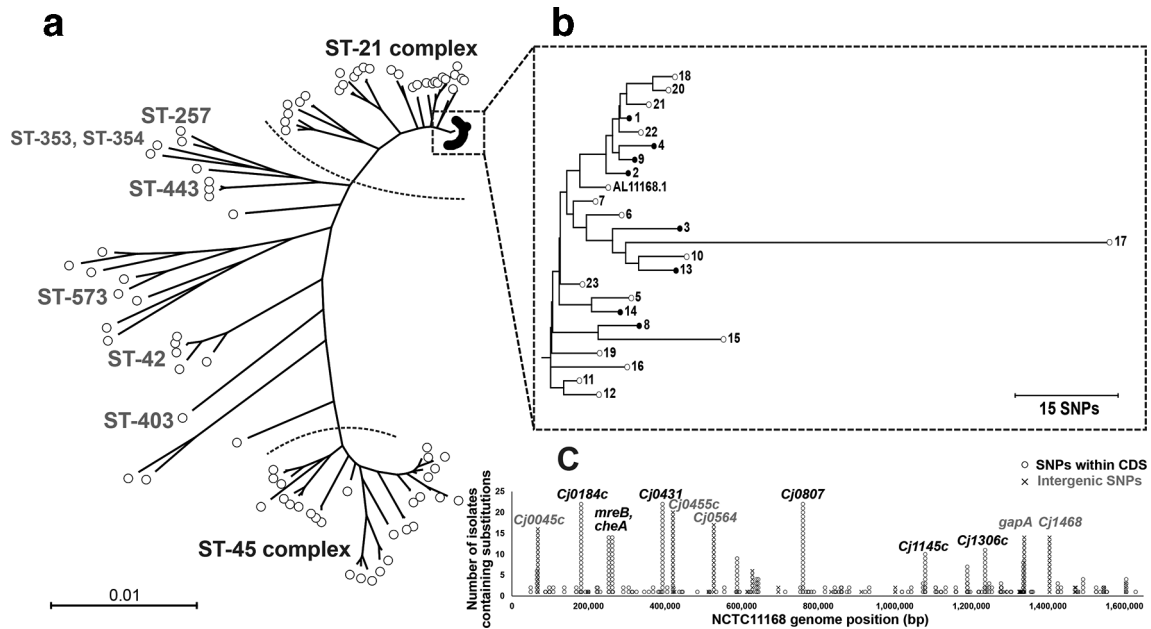 a
b
ST-21 complex
ST-257
ST-353, ST-354
ST-443
ST-573
ST-42
ST-403
ST-45 complex
0.01
18
20
21
1
22
4
9
2
AL11168.1
7
6
3
17
10
13
23
5
14
8
15
19
16
11
12
15 SNPs
C
SNPs within CDS
Intergenic SNPs
Number of isolates
containing substitutions
25
20
15
10
5
0
Cj0045c
Cj0184c
mreB,
cheA
Cj0431
Cj0455c
Cj0564
Cj0807
Cj1145c
Cj1306c
gapA
Cj1468
0
200,000
400,000
600,000
800,000
1,000,000
1,200,000
1,400,000
1,600,000
NCTC11168 genome position (bp)